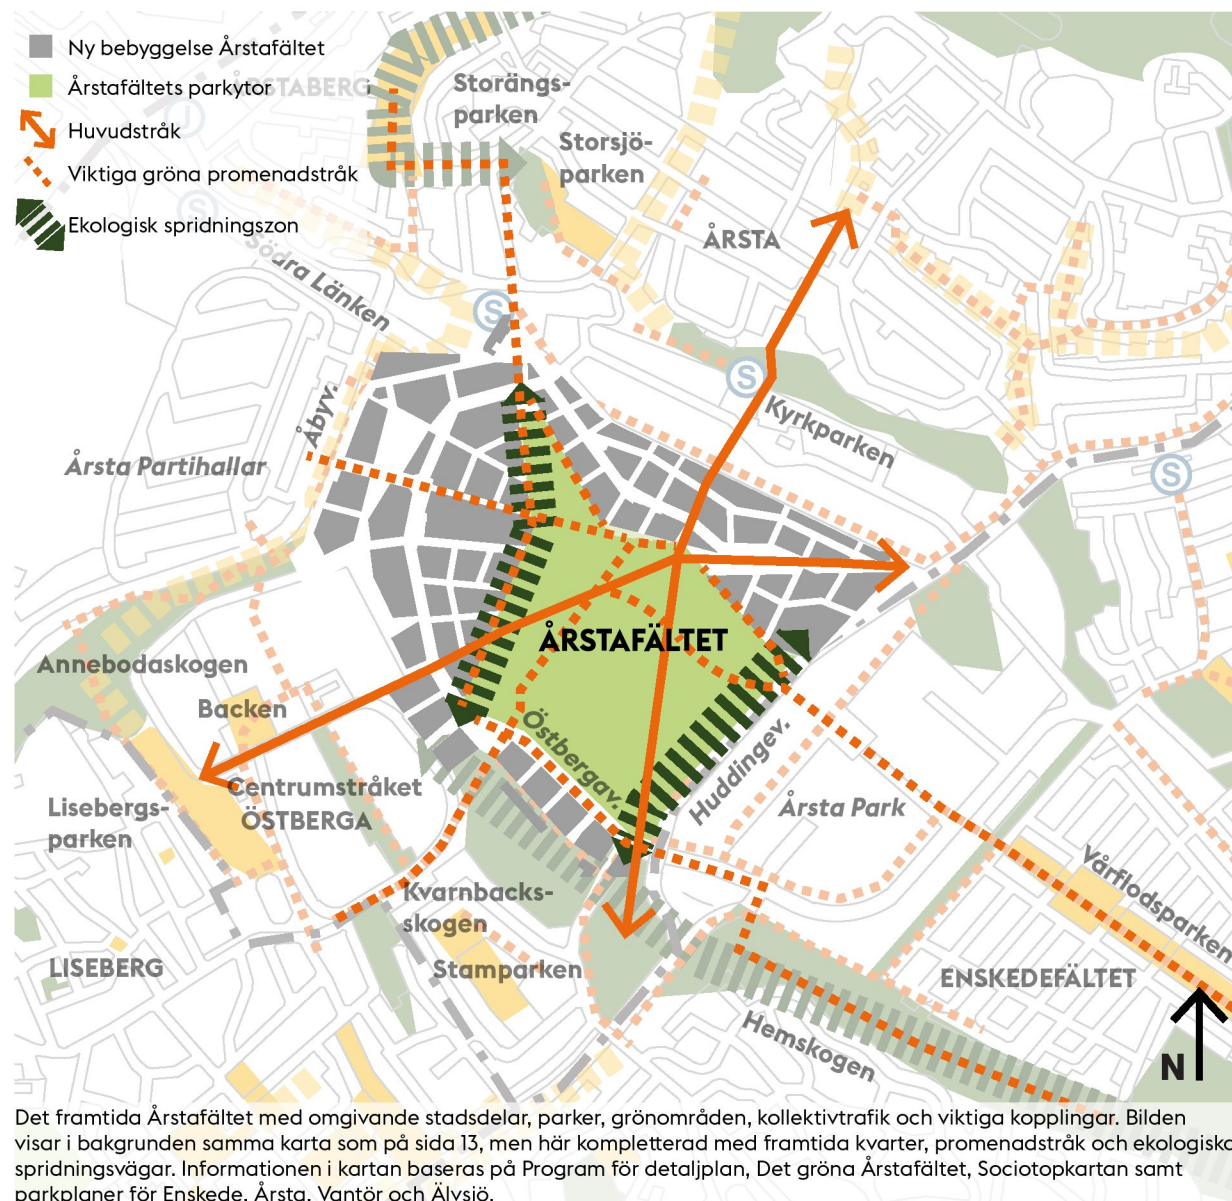 Ny bebyggelse Årstafältet
Årstafältets parkytor
ÅRSTABERG
Huvudstråk
Viktiga gröna promenadstråk
Ekologisk spridningszon
Storängs-
parken
Storsjö-
parken
ÅRSTA
Södra Länken
S
S
S
S
Åbyv.
Kyrkparken
Årsta Partihallar
ÅRSTAFÄLTET
Annebodaskogen
Backen
Östbergav.
Huddingev.
Centrumstråket
ÖSTBERGA
Lisebergs-
parken
Årsta Park
Vårflodsparken
Kvarnbacks-
skogen
LISEBERG
Stamparken
ENSKEDEFÄLTET
Hemskogen
N
Det framtida Årstafältet med omgivande stadsdelar, parker, grönområden, kollektivtrafik och viktiga kopplingar. Bilden
visar i bakgrunden samma karta som på sida 13, men här kompletterad med framtida kvarter, promenadstråk och ekologiska
spridningsvägar. Informationen i kartan baseras på Program för detaljplan, Det gröna Årstafältet, Sociotopkartan samt
parkplaner för Enskede, Årsta, Vantör och Älvsjö.